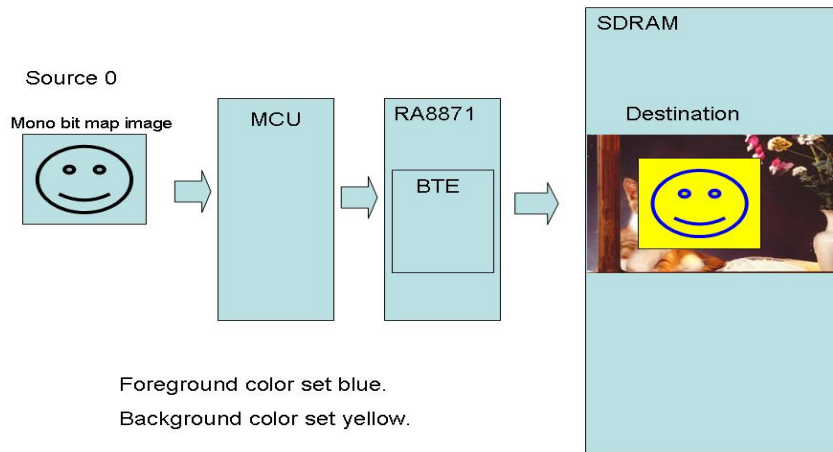 SDRAM
Source 0
Mono bit map image
MCU
RA8871
Destination
BTE
Foreground color set blue.
Background color set yellow.